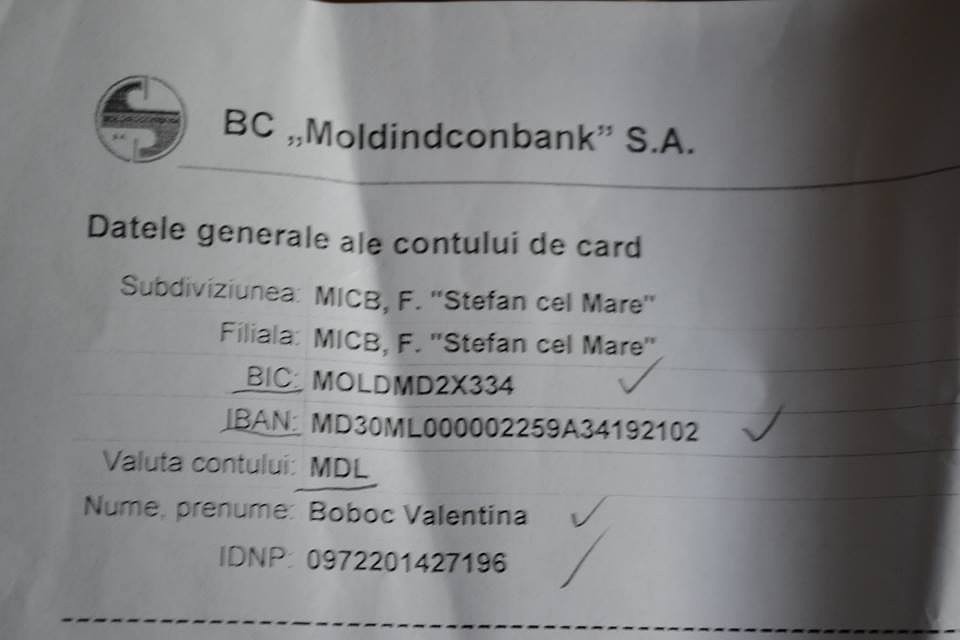 BC „Moldindconbank” S.A.
Datele generale ale contului de card
Subdiviziunea: MICB, F. "Stefan cel Mare"
Filiala: MICB, F. "Stefan cel Mare"
BIC: MOLDMD2X334
IBAN: MD30ML000002259A34192102
Valuta contului: MDL
Nume, prenume: Boboc Valentina
IDNP: 0972201427196